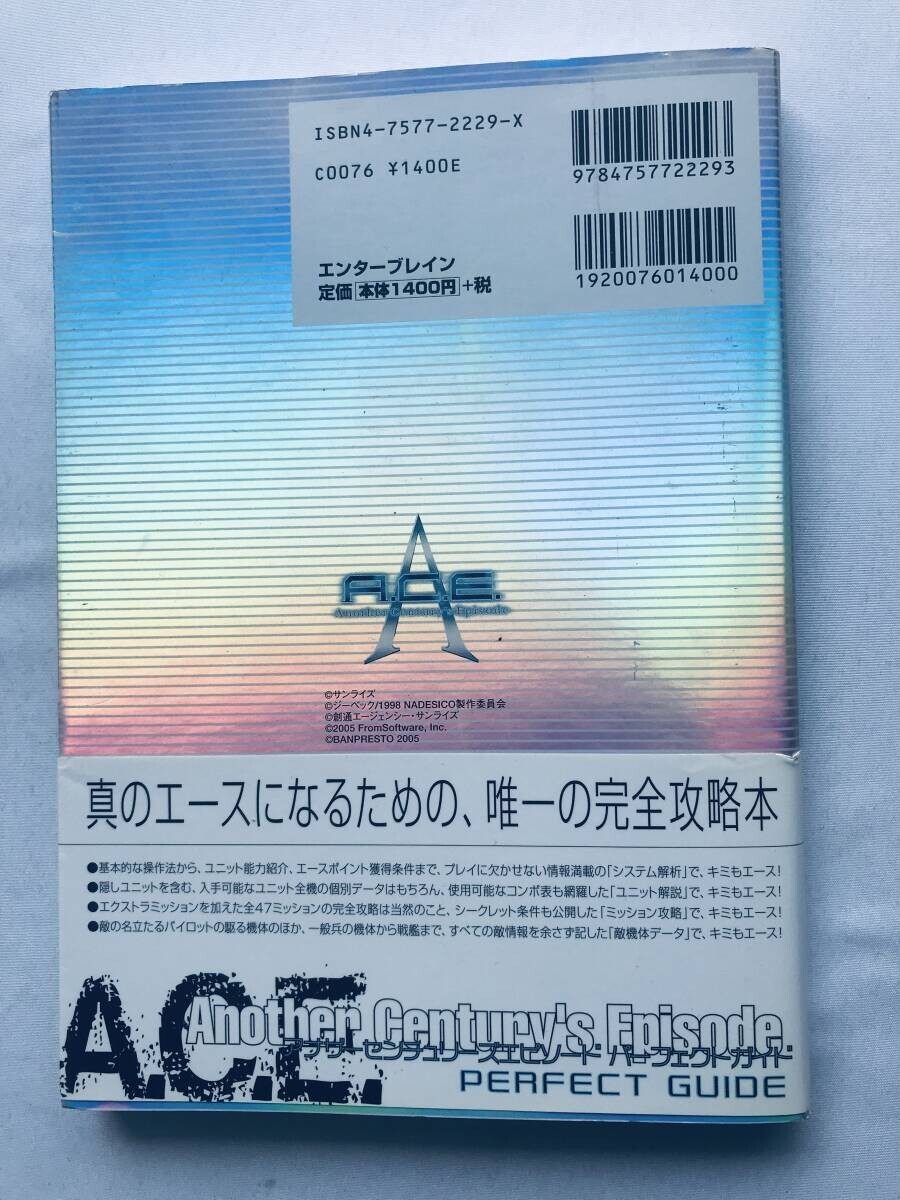 ISBN4-7577-2229-X
C0076 ¥1400E
9784757722293
エンターブレイン
定価 本体1400円 +税
1920076014000
A
A.C.E.
Another Century's Episode
©サンライズ
©ジーベック/1998 NADESICO製作委員会
©創通エージェンシー・サンライズ
©2005 FromSoftware, Inc.
©BANPRESTO 2005
真のエースになるための、唯一の完全攻略本
●基本的な操作法から、ユニット能力紹介、エースポイント獲得条件まで、プレイに欠かせない情報満載の「システム解析」で、キミもエース!
●隠しユニットを含む、入手可能なユニット全機の個別データはもちろん、使用可能なコンボ表も網羅した「ユニット解説」で、キミもエース!
●エクストラミッションを加えた全47ミッションの完全攻略は当然のこと、シークレット条件も公開した「ミッション攻略」で、キミもエース!
●敵の名立たるパイロットの駆る機体のほか、一般兵の機体から戦艦まで、すべての敵情報を余さず記した「敵機体データ」で、キミもエース!
A.C.E.
Another Century's Episode.
アナザーセンチュリーズエピソード パーフェクトガイド
PERFECT GUIDE